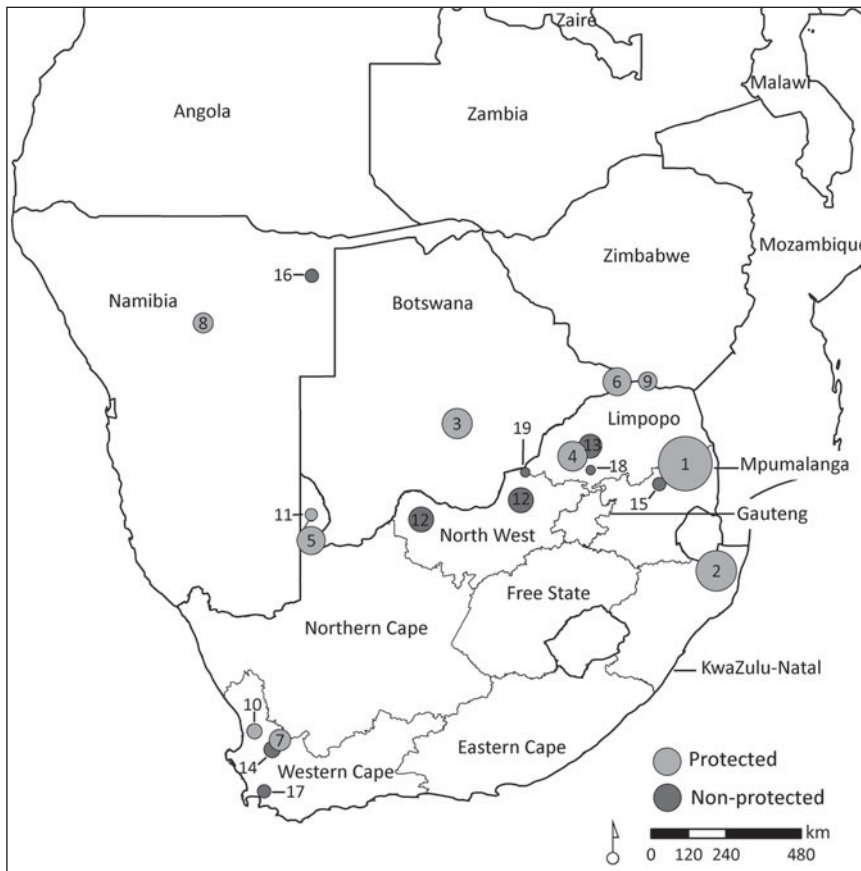 Zaire
Malawi
Angola
Zambia
Mozambique
Zimbabwe
16
Namibia
Botswana
8
6
9
Limpopo
3
19
13
4
18
1
Mpumalanga
12
15
11
12
North West
Gauteng
5
2
Free State
Northern Cape
KwaZulu-Natal
10
7
Eastern Cape
14
Western Cape
Protected
17
Non-protected
km
0 120 240 480